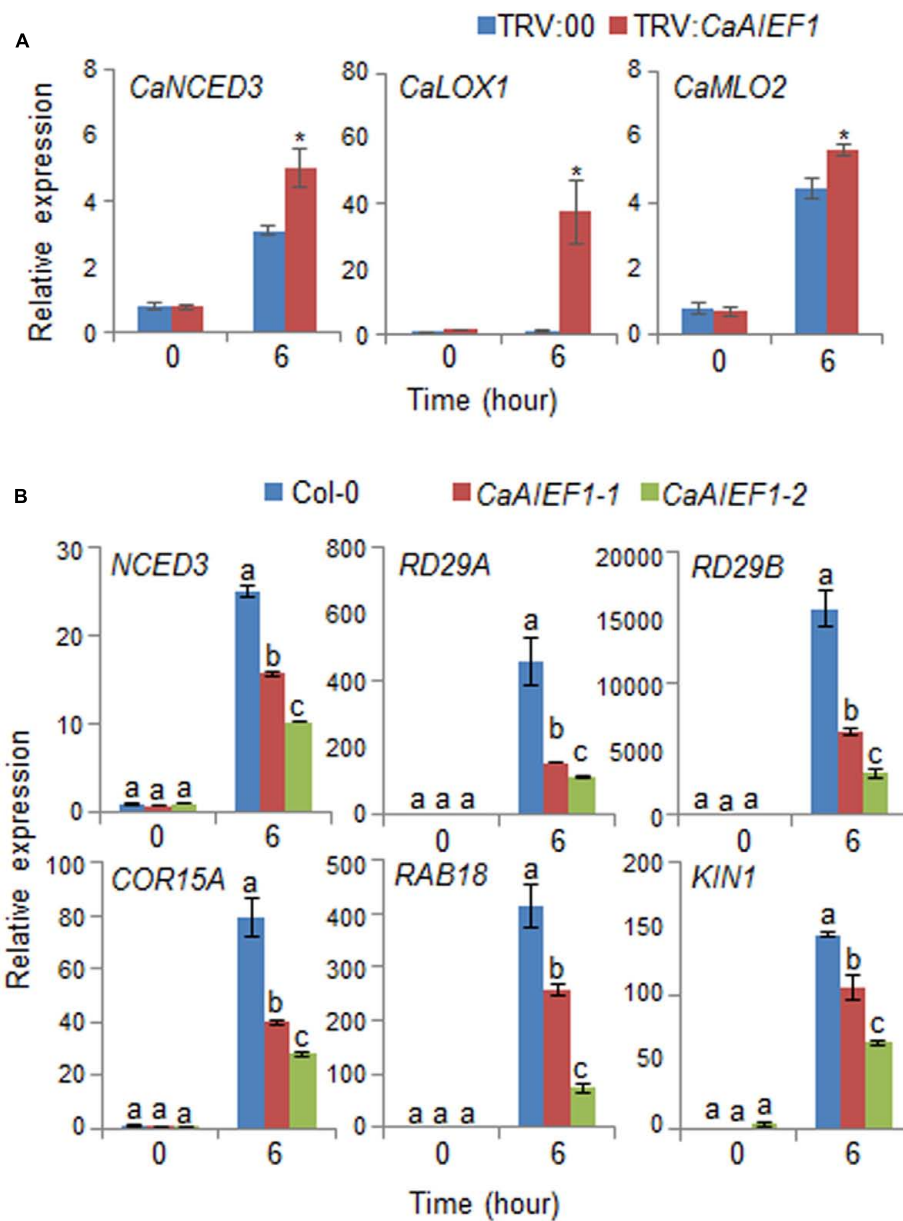 A
TRV:00 TRV:CaAIEF1
CaNCED3 CaLOX1 CaMLO2
8 80 8
6 60 6
4 40 4
2 20 2
0 0 0
* * *
0 6 0 6 0 6
Relative expression
Time (hour)
B
Col-0 CaAIEF1-1 CaAIEF1-2
NCED3 RD29A RD29B
30 20 10 0
800 600 400 200 0
20000 15000 10000 5000 0
a a a a b c
a a a a b c
a a a a b c
0 6 0 6 0 6
COR15A RAB18 KIN1
100 80 60 40 20 0
500 400 300 200 100 0
200 150 100 50 0
a a a a b c
a a a a b c
a a a a b c
0 6 0 6 0 6
Relative expression
Time (hour)